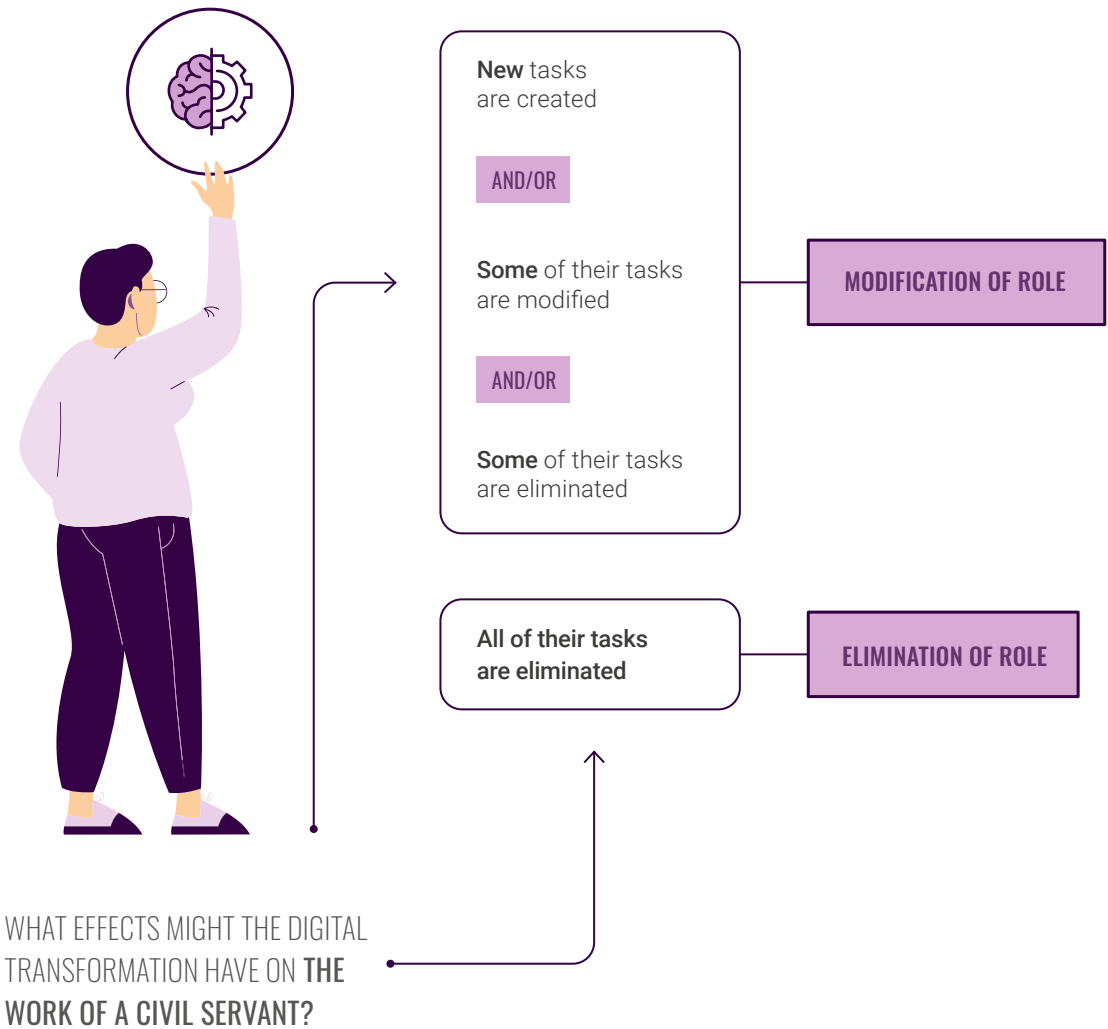 New tasks
are created
AND/OR
Some of their tasks
are modified
AND/OR
Some of their tasks
are eliminated
MODIFICATION OF ROLE
All of their tasks
are eliminated
ELIMINATION OF ROLE
WHAT EFFECTS MIGHT THE DIGITAL
TRANSFORMATION HAVE ON THE
WORK OF A CIVIL SERVANT?